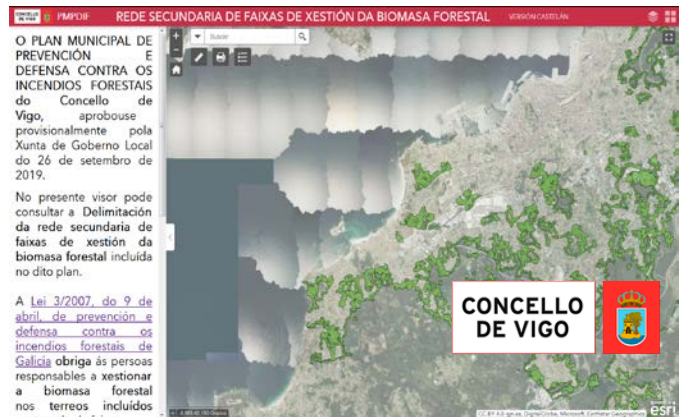 CONCELLO
DE VIGO
PMPDIF
REDE SECUNDARIA DE FAIXAS DE XESTIÓN DA BIOMASA FORESTAL
VERSIÓN CASTELÁN
O PLAN MUNICIPAL DE
PREVENCIÓN E
DEFENSA CONTRA OS
INCENDIOS FORESTAIS
do Concello de
Vigo, aprobouse
provisionalmente pola
Xunta de Goberno Local
do 26 de setembro de
2019.
No presente visor pode
consultar a Delimitación
da rede secundaria de
faixas de xestión da
biomasa forestal incluída
no dito plan.
A Lei 3/2007, do 9 de
abril, de prevención e
defensa contra os
incendios forestais de
Galicia obriga ás persoas
responsables a xestionar
a biomasa forestal
nos terreos incluídos
+
−
Buscar
CONCELLO
DE VIGO
esri